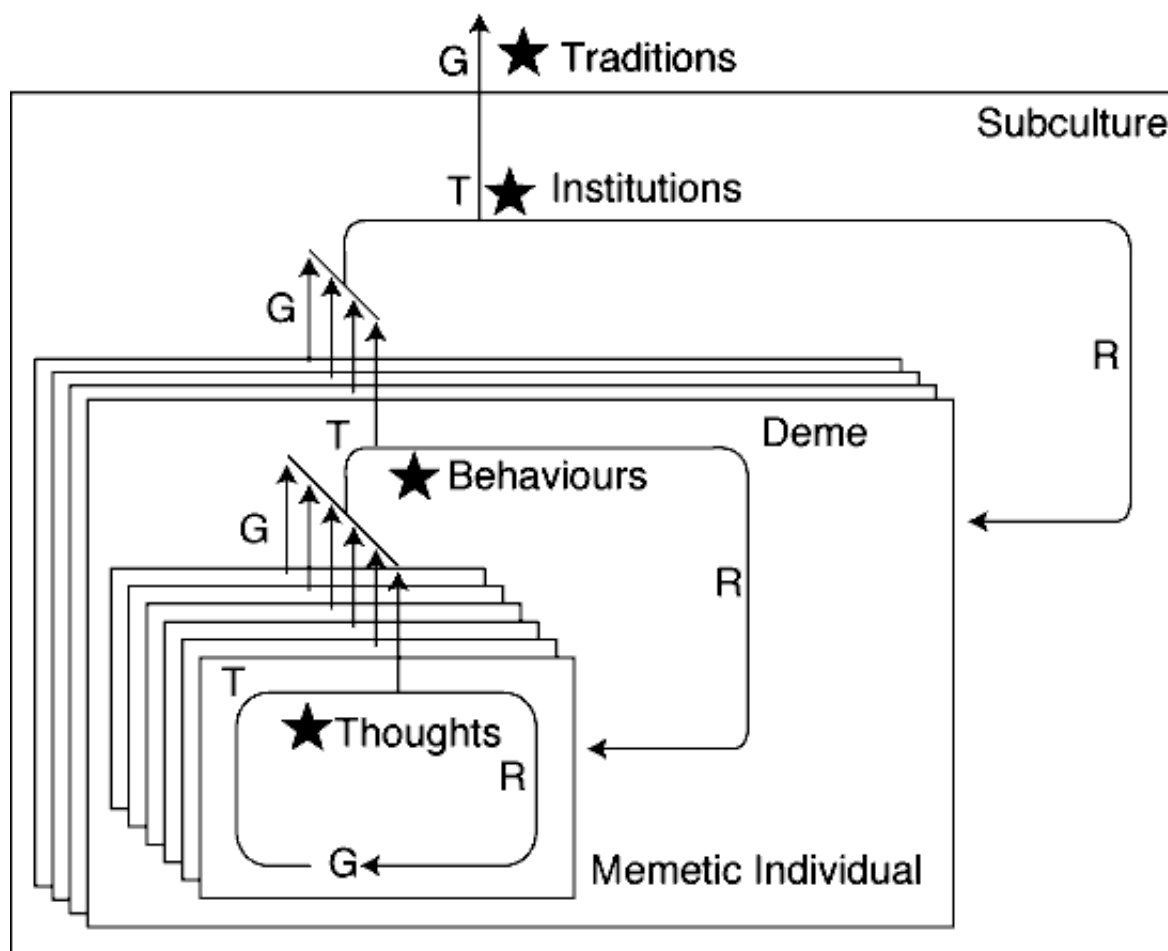 G ★ Traditions
Subculture
T ★ Institutions
G
R
Deme
T
★ Behaviours
G
R
T
★ Thoughts
R
G
Memetic Individual